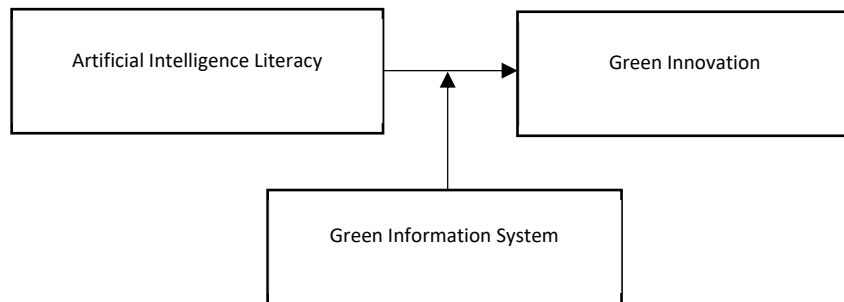 Artificial Intelligence Literacy
Green Innovation
Green Information System